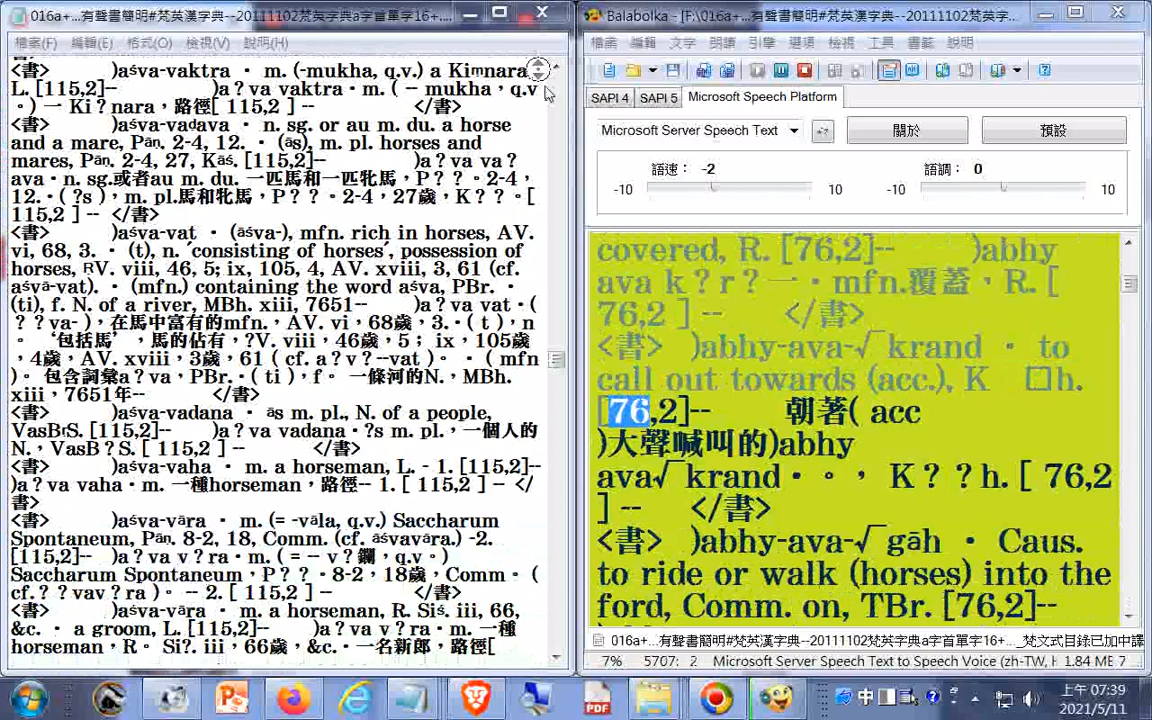 016a+...有聲書簡明#梵英漢字典--20111102梵英字典a字首單字16+...
檔案(F) 編輯(E) 格式(O) 檢視(V) 說明(H)
<書> )aśva-vaktra · m. (-mukha, q.v.) a Kimnara,
L. [115,2]-- )a?va vaktra · m. ( -- mukha，q.v
。) 一 Ki？nara，路徑[ 115,2 ] -- </書>
<書> )aśva-vaḍava · n. sg. or au m. du. a horse
and a mare, Pāṇ. 2-4, 12. · (ās), m. pl. horses and
mares, Pāṇ. 2-4, 27, Kāś. [115,2]-- )a?va va?
ava · n. sg.或者au m. du. 一匹馬和一匹牝馬，P？？。2-4，
12. · ( ?s )，m. pl.馬和牝馬，P？？。2-4，27歲，K？？。[
115,2 ] -- </書>
<書> )aśva-vat · (áśva-), mfn. rich in horses, AV.
vi, 68, 3. · (t), n. 'consisting of horses', possession of
horses, RV. viii, 46, 5; ix, 105, 4, AV. xviii, 3, 61 (cf.
aśvā-vat). · (mfn.) containing the word aśva, PBr. ·
(tī), f. N. of a river, MBh. xiii, 7651-- )a?va vat · (
？？va- )，在馬中富有的mfn.，AV. vi，68歲，3. · ( t )，n
。 '包括馬'，馬的佔有，?V. viii，46歲，5； ix，105歲
，4歲，AV. xviii，3歲，61 ( cf. a?v？--vat )。 · ( mfn
)。 包含詞彙a?va，PBr. · ( ti )，f。 一條河的N.，MBh.
xiii，7651年-- </書>
<書> )aśva-vadana · ās m. pl., N. of a people,
VasBṛS. [115,2]-- )a?va vadana · ?s m. pl.，一個人的
N.，VasB？S. [ 115,2 ] -- </書>
<書> )aśva-vaha · m. a horseman, L. - 1. [115,2]--
)a?va vaha · m. 一種horseman，路徑-- 1. [ 115,2 ] -- </
書>
<書> )aśva-vāra · m. (= -vāla, q.v.) Saccharum
Spontaneum, Pāṇ. 8-2, 18, Comm. (cf. áśvavāra.) -2.
[115,2]-- )a?va v？ra · m. ( = -- v？鑭，q.v.。)
Saccharum Spontaneum，P？？。8-2，18歲，Comm。 (
cf.？？vav？ra )。 -- 2. [ 115,2 ] -- </書>
<書> )aśva-vāra · m. a horseman, R. Siś. iii, 66,
&c. · a groom, L. [115,2]-- )a?va v？ra · m. 一種
horseman，R。 Si?. iii，66歲，&c. · 一名新郎，路徑[
Balabolka - [F:\016a+...有聲書簡明#梵英漢字典--20111102梵英字...
檔案 編輯 文字 朗讀 引擎 選項 檢視 工具 書籤 說明
SAPI 4 SAPI 5 Microsoft Speech Platform
Microsoft Server Speech Text 關於 預設
語速： -2 語調： 0
-10 10 -10 10
covered, R. [76,2]-- )abhy
ava k？r？一 · mfn.覆蓋，R. [
76,2 ] -- </書>
<書> )abhy-ava-√krand · to
call out towards (acc.), K □h.
[76,2]-- 朝著( acc
)大聲喊叫的)abhy
ava√krand · 。， K？？h. [ 76,2
] -- </書>
<書> )abhy-ava-√gāh · Caus.
to ride or walk (horses) into the
ford, Comm. on, TBr. [76,2]--
016a+...有聲書簡明#梵英漢字典--20111102梵英字典a字首單字16+..._梵文式目錄已加中譯
7% 5707: 2 Microsoft Server Speech Text to Speech Voice (zh-TW, H 1.84 ME 7
中
上午 07:39
2021/5/11